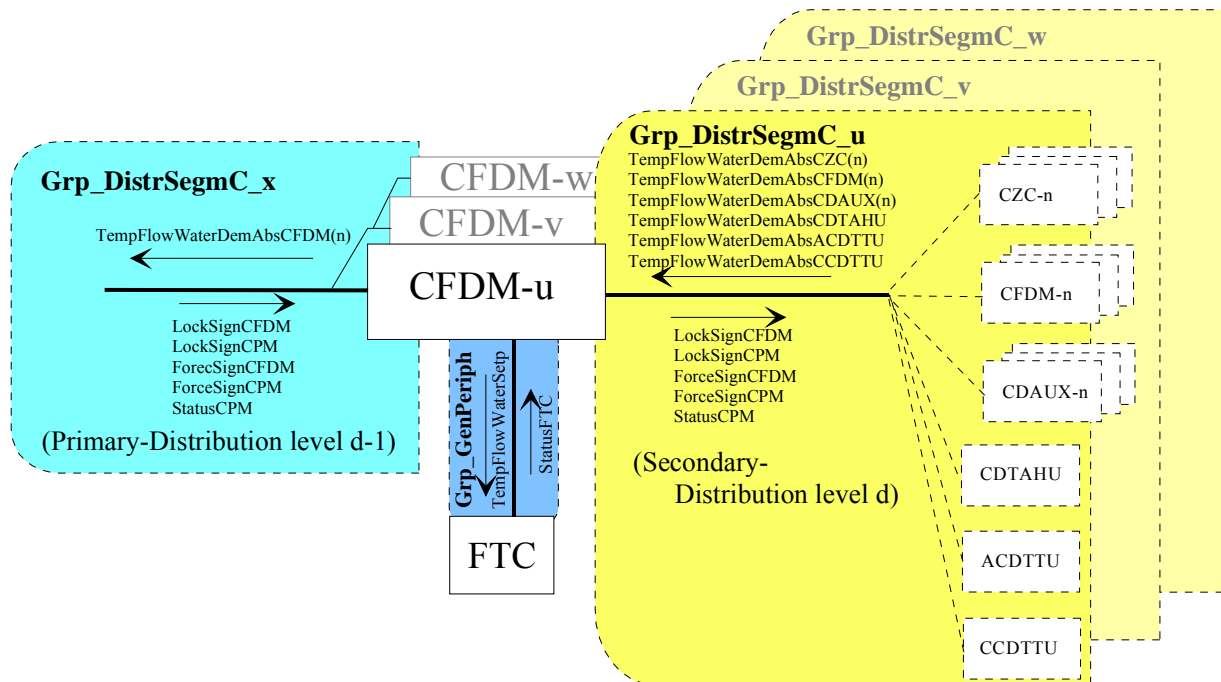 Grp_DistrSegmC_w
Grp_DistrSegmC_v
Grp_DistrSegmC_u
TempFlowWaterDemAbsCZC(n)
TempFlowWaterDemAbsCFDM(n)
TempFlowWaterDemAbsCDAUX(n)
TempFlowWaterDemAbsCDTAHU
TempFlowWaterDemAbsACDTTU
TempFlowWaterDemAbsCCDTTU
Grp_DistrSegmC_x
TempFlowWaterDemAbsCFDM(n)
CFDM-w
CFDM-v
CFDM-u
LockSignCFDM
LockSignCPM
ForecSignCFDM
ForceSignCPM
StatusCPM
(Primary-Distribution level d-1)
Grp_GenPeriph
TempFlowWaterSetp
StatusFTC
FTC
LockSignCFDM
LockSignCPM
ForceSignCFDM
ForceSignCPM
StatusCPM
(Secondary-
Distribution level d)
CZC-n
CFDM-n
CDAUX-n
CDTAHU
ACDTTU
CCDTTU